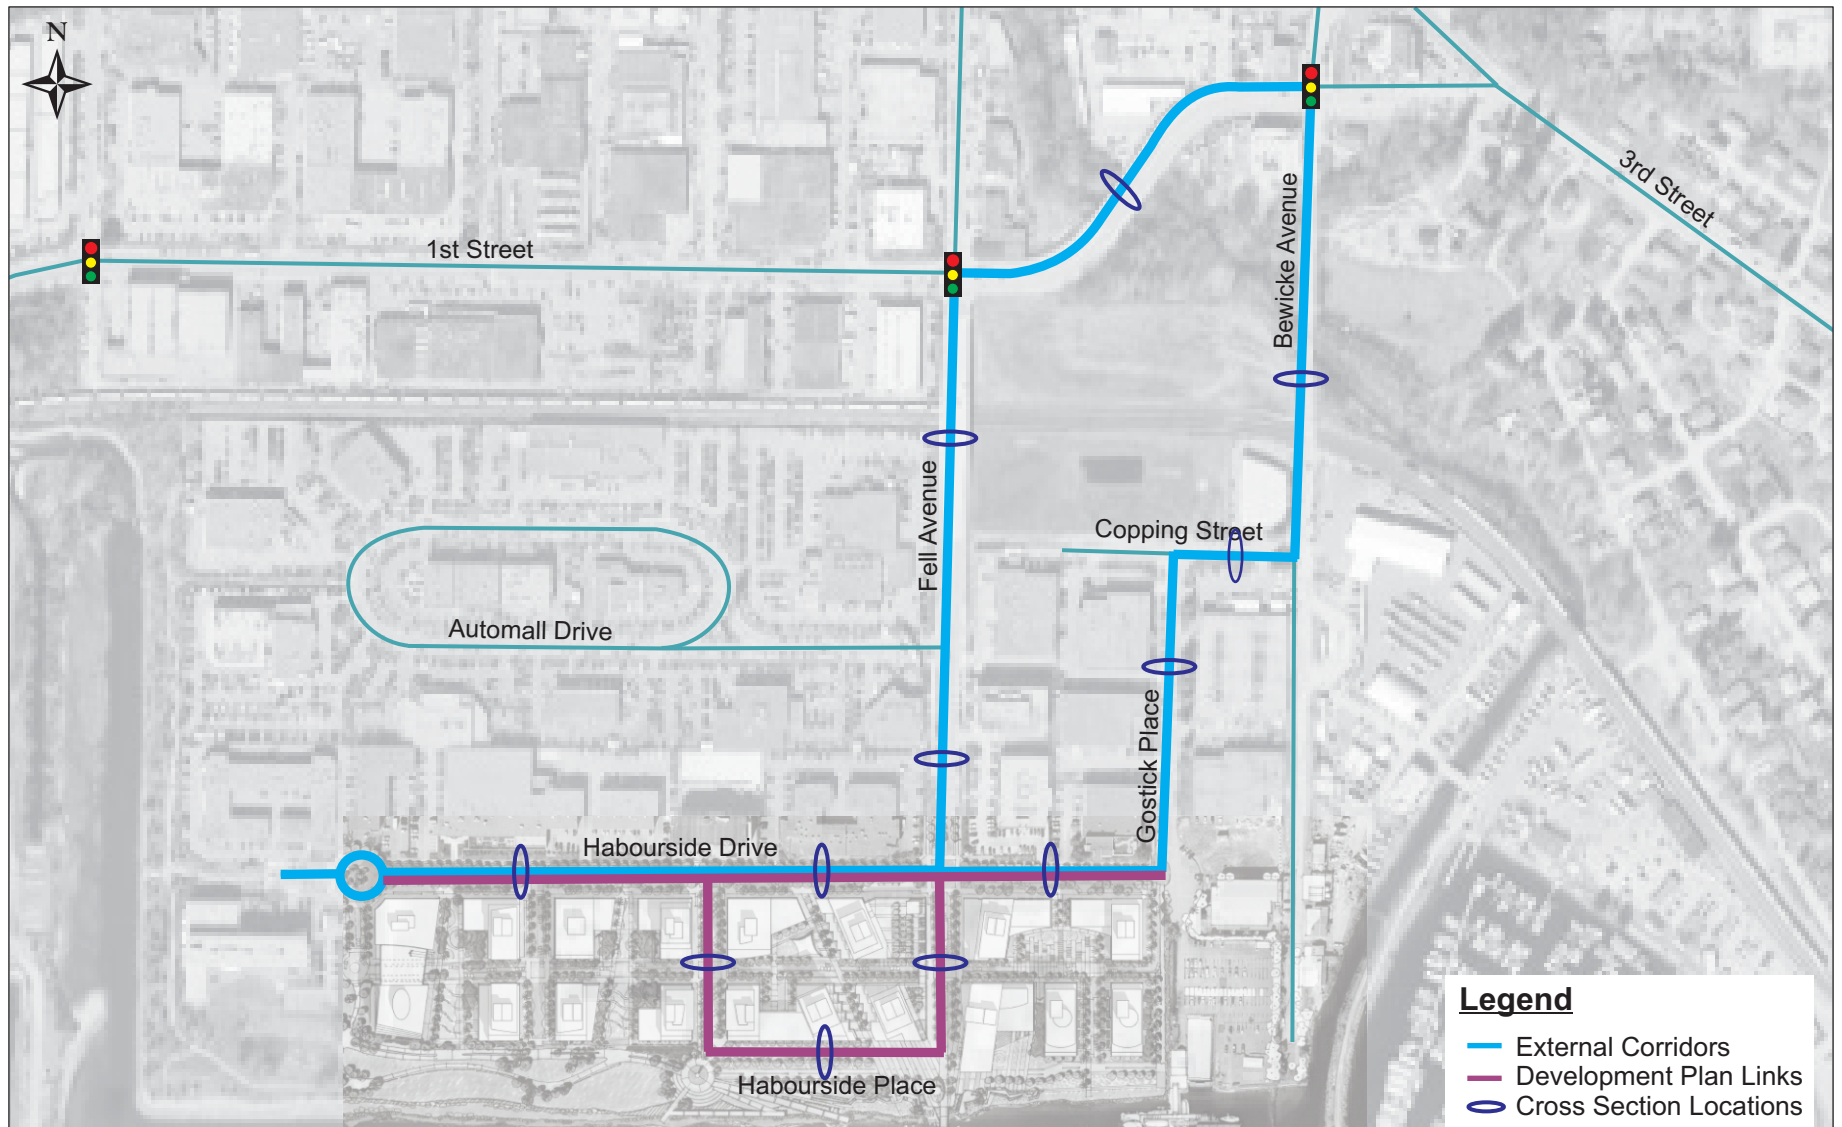 N
1st Street
3rd Street
Bewicke Avenue
Fell Avenue
Copping Street
Automall Drive
Gostick Place
Habourside Drive
Habourside Place
Legend
External Corridors
Development Plan Links
Cross Section Locations